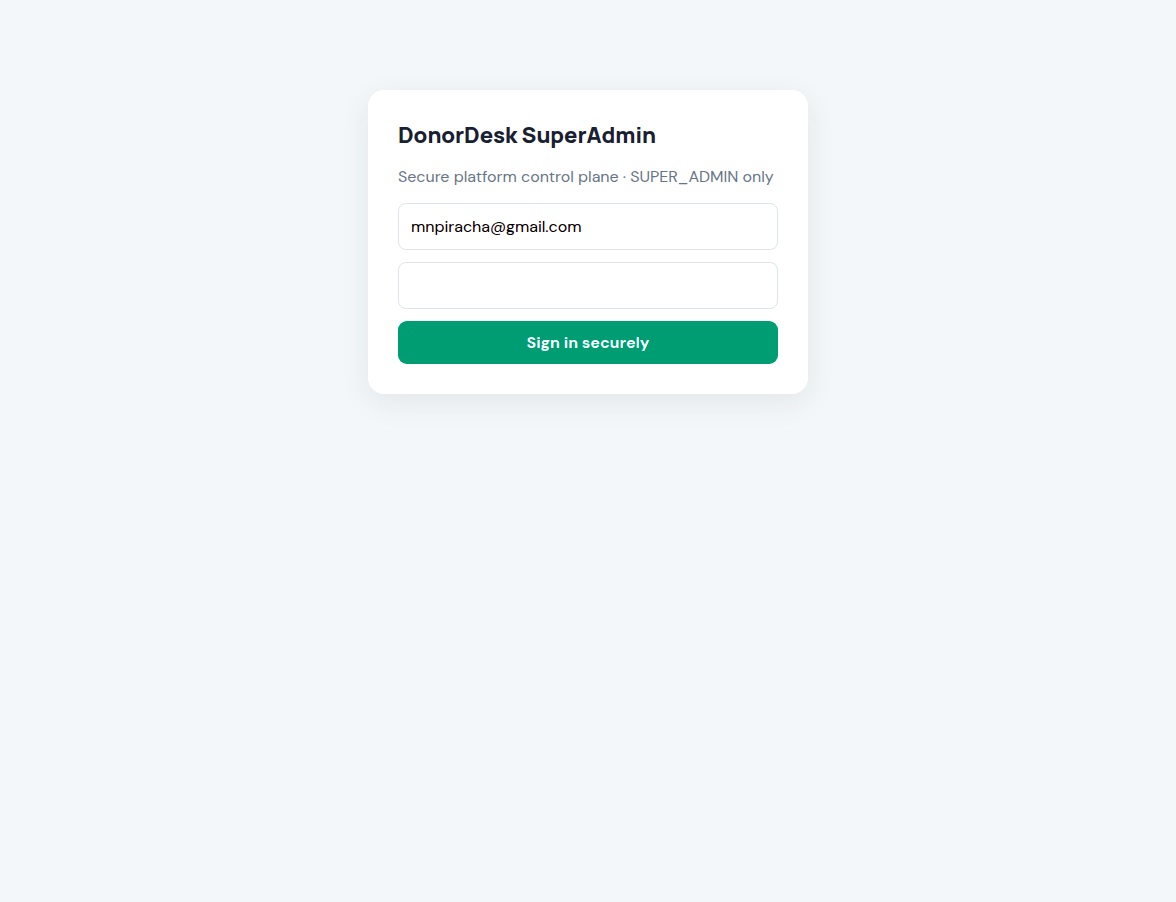 DonorDesk SuperAdmin
Secure platform control plane · SUPER_ADMIN only
mnpiracha@gmail.com
Sign in securely